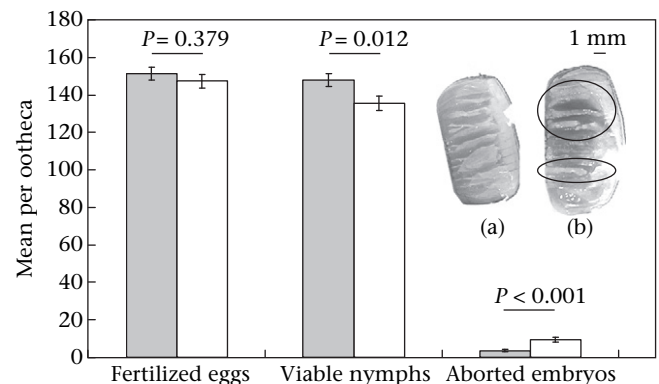 180
160
140
120
100
80
60
40
20
0
Mean per ootheca
P = 0.379
P = 0.012
P < 0.001
1 mm
(a)
(b)
Fertilized eggs
Viable nymphs
Aborted embryos